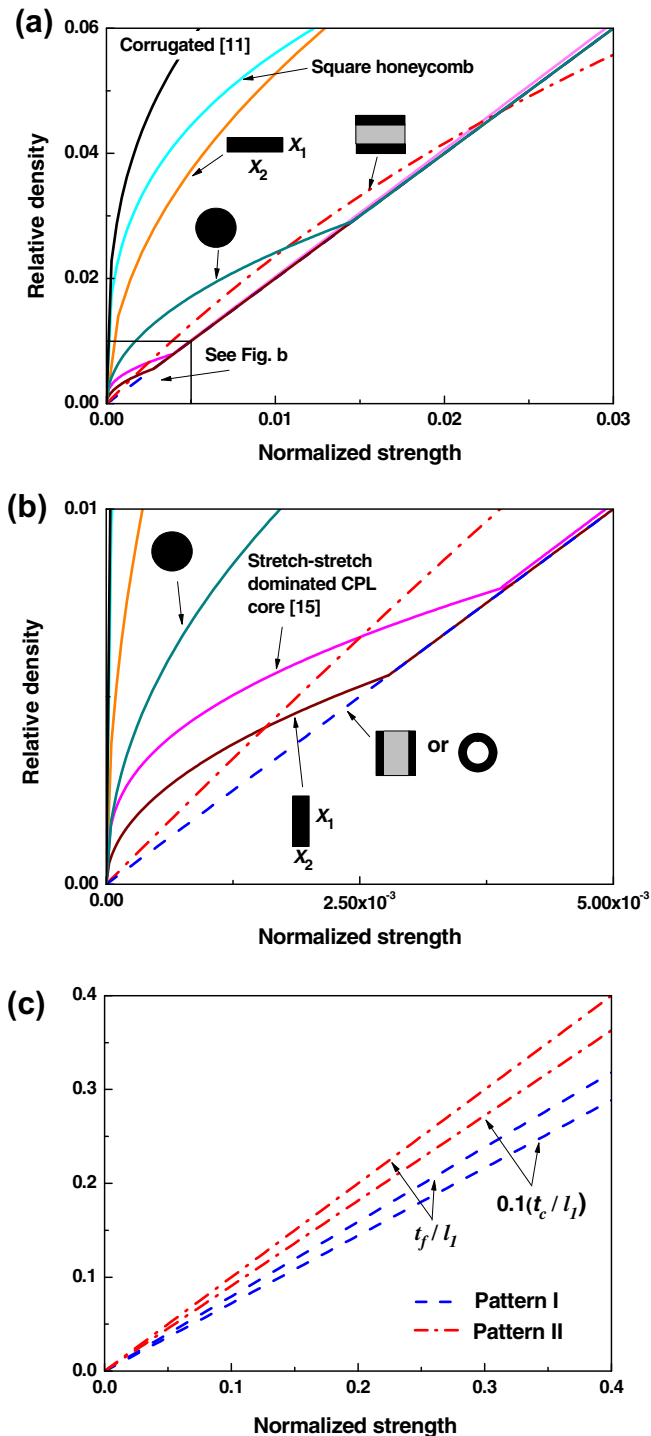 (a)
0.06
0.04
0.02
0.00
Relative density
Corrugated [11]
Square honeycomb
X1
X2
See Fig. b
0.00
0.01
0.02
0.03
Normalized strength
(b)
0.01
0.00
Relative density
Stretch-stretch
dominated CPL
core [15]
or
X1
X2
0.00
2.50x10⁻³
5.00x10⁻³
Normalized strength
(c)
0.4
0.3
0.2
0.1
0.0
t_f / l_1
0.1(t_c / l_1)
Pattern I
Pattern II
0.0
0.1
0.2
0.3
0.4
Normalized strength